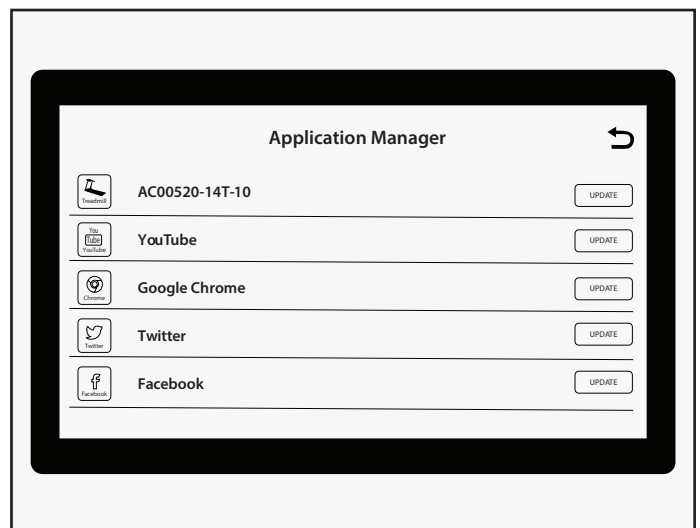 Application Manager
Treadmill
AC00520-14T-10
UPDATE
You
Tube
YouTube
YouTube
UPDATE
Chrome
Google Chrome
UPDATE
Twitter
Twitter
UPDATE
Facebook
Facebook
UPDATE